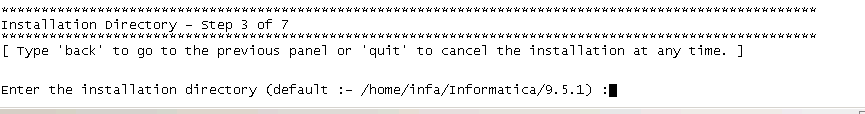 ******************************************************************************************************
Installation Directory - Step 3 of 7
******************************************************************************************************
[ Type 'back' to go to the previous panel or 'quit' to cancel the installation at any time. ]
Enter the installation directory (default :- /home/infa/Informatica/9.5.1) :